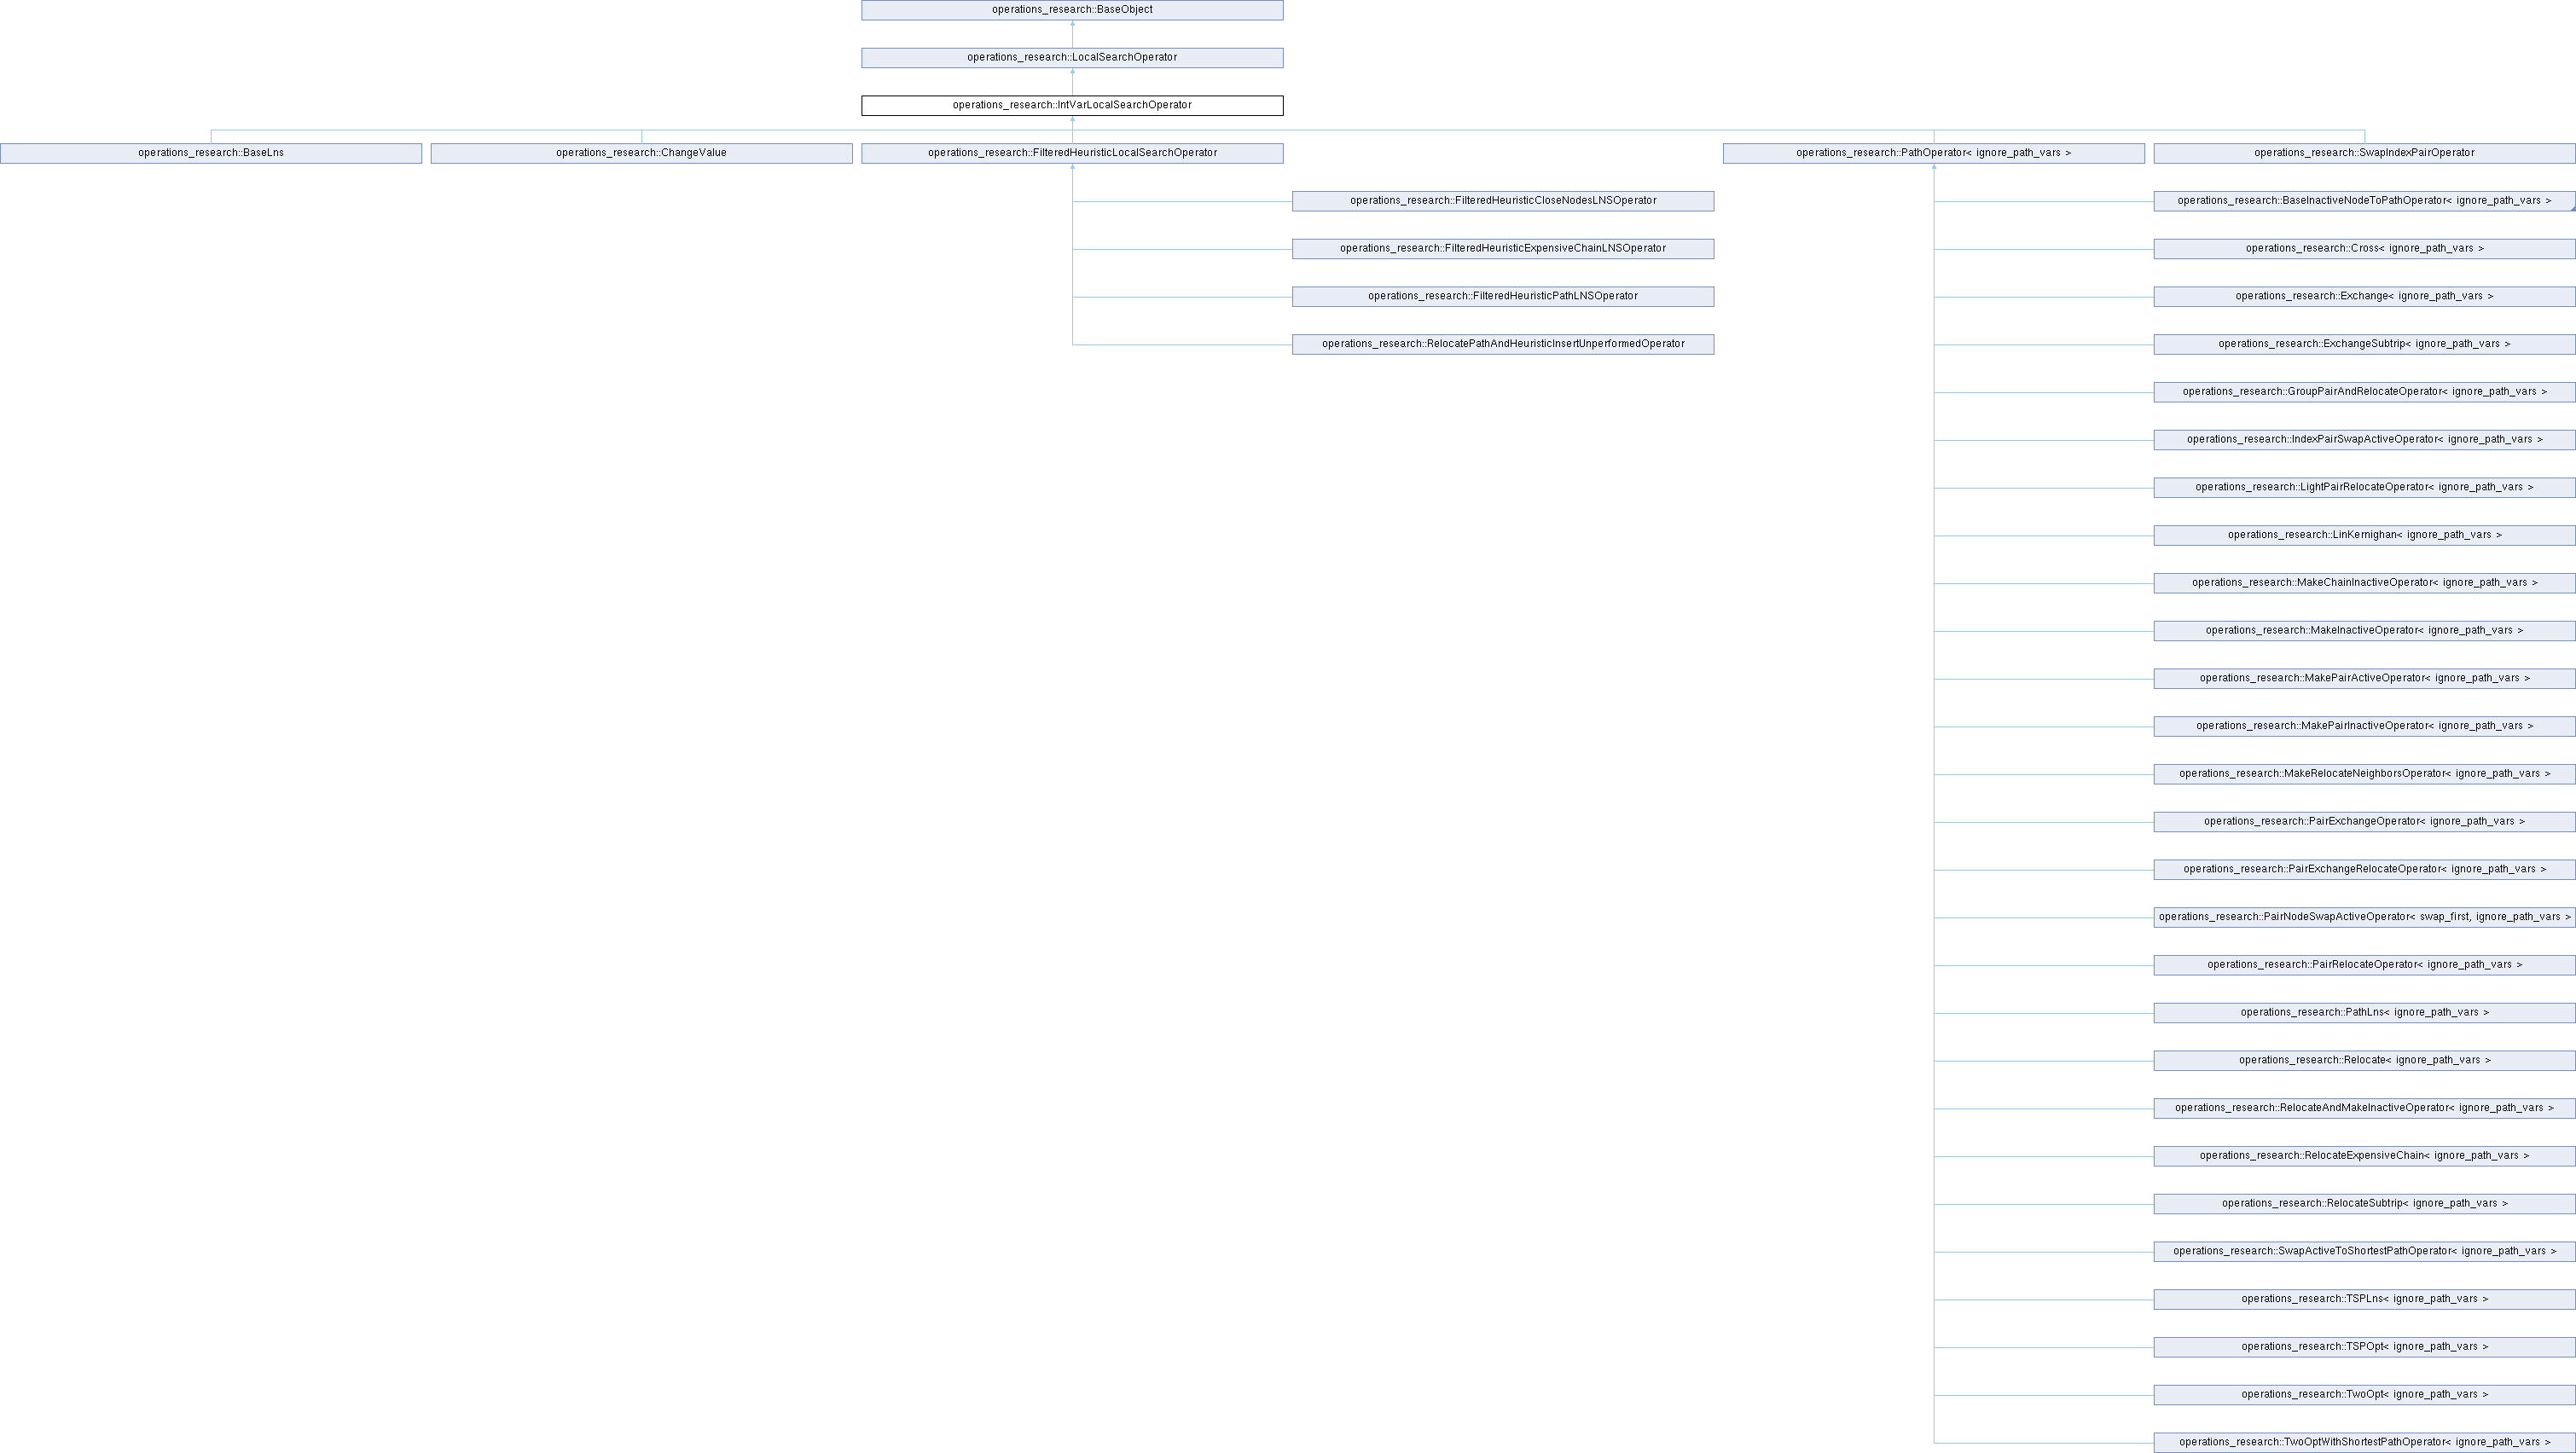 operations_research::BaseObject
operations_research::LocalSearchOperator
operations_research::IntVarLocalSearchOperator
operations_research::BaseLns
operations_research::ChangeValue
operations_research::FilteredHeuristicLocalSearchOperator
operations_research::PathOperator< ignore_path_vars >
operations_research::SwapIndexPairOperator
operations_research::FilteredHeuristicCloseNodesLNSOperator
operations_research::BaseInactiveNodeToPathOperator< ignore_path_vars >
operations_research::FilteredHeuristicExpensiveChainLNSOperator
operations_research::Cross< ignore_path_vars >
operations_research::FilteredHeuristicPathLNSOperator
operations_research::Exchange< ignore_path_vars >
operations_research::RelocatePathAndHeuristicInsertUnperformedOperator
operations_research::ExchangeSubtrip< ignore_path_vars >
operations_research::GroupPairAndRelocateOperator< ignore_path_vars >
operations_research::IndexPairSwapActiveOperator< ignore_path_vars >
operations_research::LightPairRelocateOperator< ignore_path_vars >
operations_research::LinKernighan< ignore_path_vars >
operations_research::MakeChainInactiveOperator< ignore_path_vars >
operations_research::MakeInactiveOperator< ignore_path_vars >
operations_research::MakePairActiveOperator< ignore_path_vars >
operations_research::MakePairInactiveOperator< ignore_path_vars >
operations_research::MakeRelocateNeighborsOperator< ignore_path_vars >
operations_research::PairExchangeOperator< ignore_path_vars >
operations_research::PairExchangeRelocateOperator< ignore_path_vars >
operations_research::PairNodeSwapActiveOperator< swap_first, ignore_path_vars >
operations_research::PairRelocateOperator< ignore_path_vars >
operations_research::PathLns< ignore_path_vars >
operations_research::Relocate< ignore_path_vars >
operations_research::RelocateAndMakeInactiveOperator< ignore_path_vars >
operations_research::RelocateExpensiveChain< ignore_path_vars >
operations_research::RelocateSubtrip< ignore_path_vars >
operations_research::SwapActiveToShortestPathOperator< ignore_path_vars >
operations_research::TSPLns< ignore_path_vars >
operations_research::TSPOpt< ignore_path_vars >
operations_research::TwoOpt< ignore_path_vars >
operations_research::TwoOptWithShortestPathOperator< ignore_path_vars >